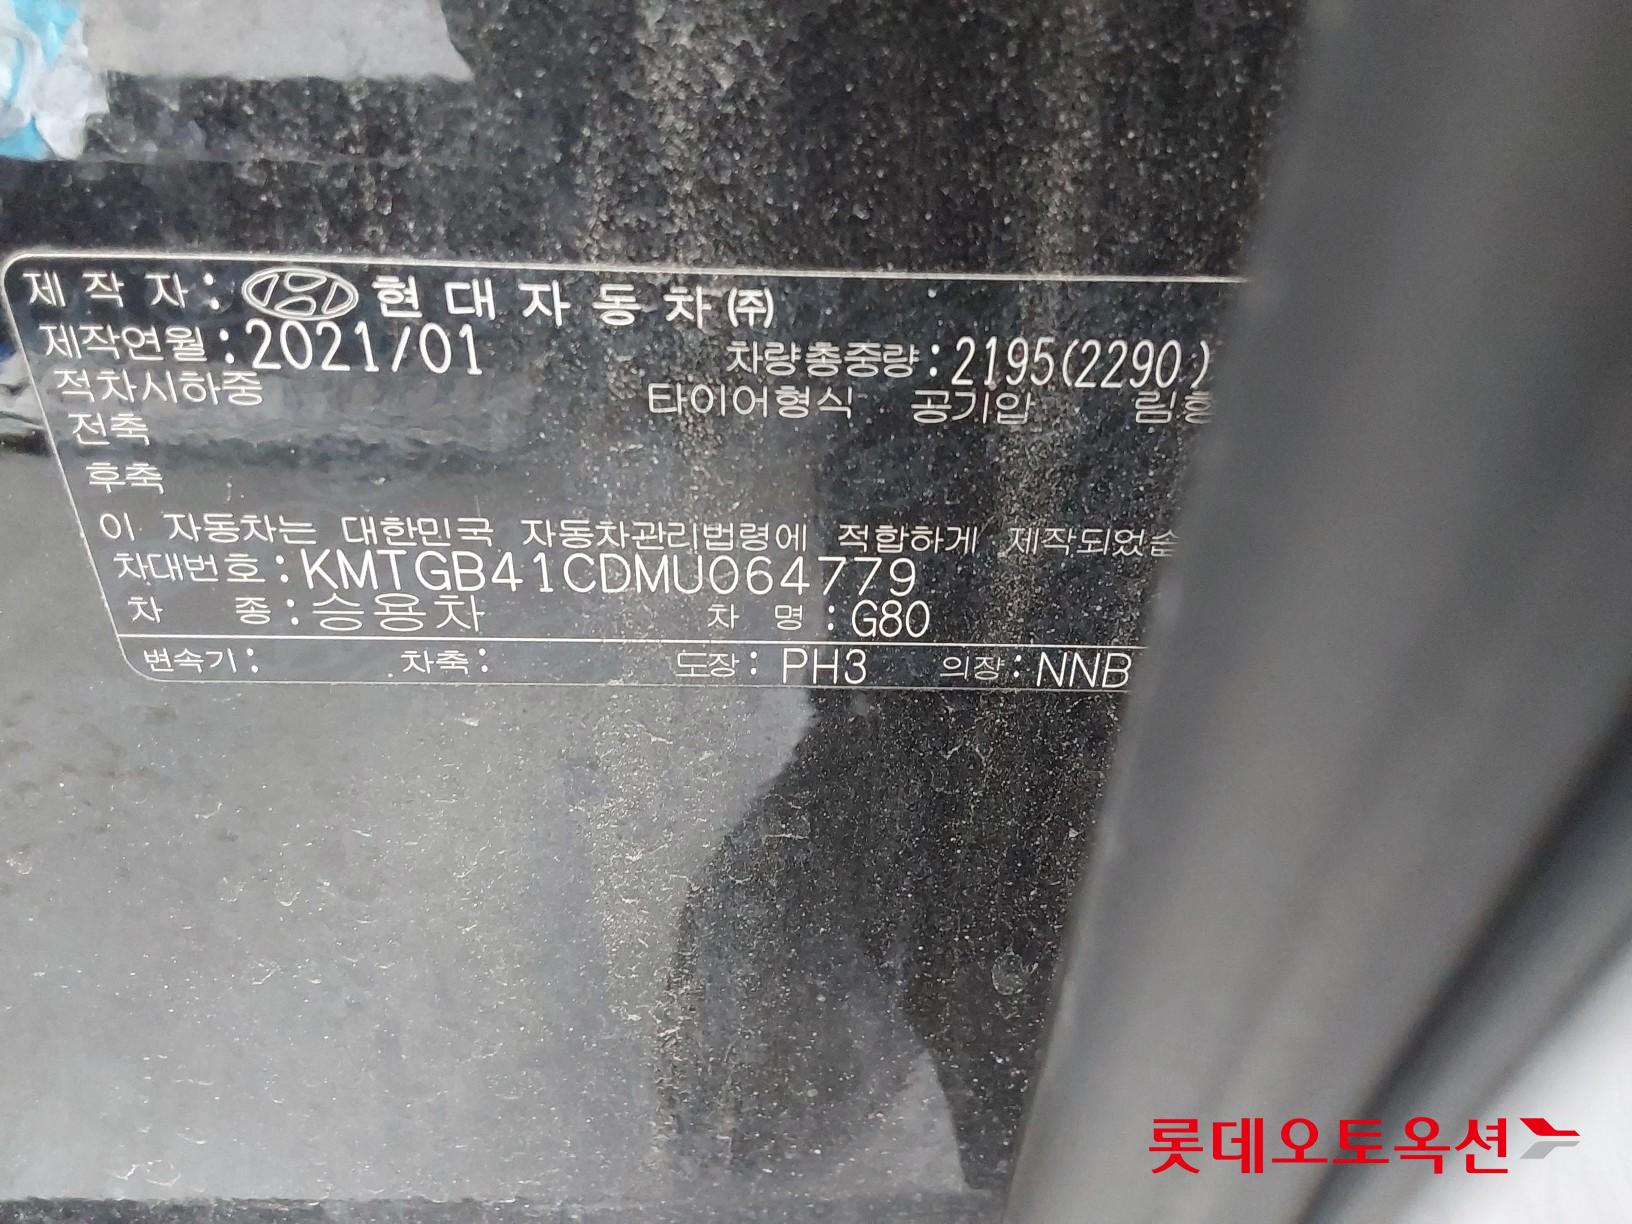 제 작 자 : 현 대 자 동 차 ㈜
제작연월 : 2021/01 차량총중량 : 2195(2290)
적차시하중 타이어형식 공기압 림
전축
후축
이 자동차는 대한민국 자동차관리법령에 적합하게 제작되었습
차대번호 : KMTGB41CDMU064779
차 종 : 승용차 차 명 : G80
변속기 : 차축 : 도장 : PH3 의장 : NNB
롯데오토옥션